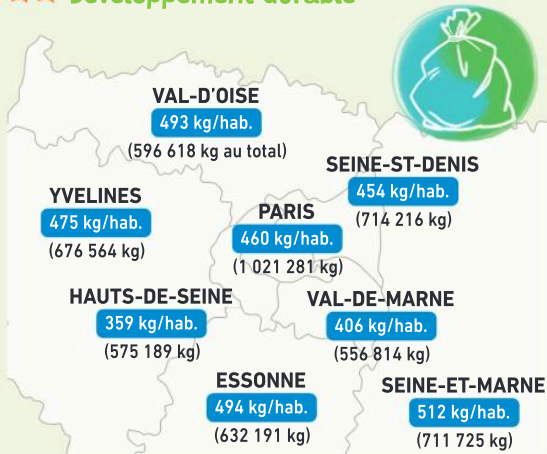 Développement durable
VAL-D'OISE
493 kg/hab.
(596 618 kg au total)
SEINE-ST-DENIS
454 kg/hab.
(714 216 kg)
YVELINES
475 kg/hab.
(676 564 kg)
PARIS
460 kg/hab.
(1 021 281 kg)
HAUTS-DE-SEINE
359 kg/hab.
(575 189 kg)
VAL-DE-MARNE
406 kg/hab.
(556 814 kg)
ESSONNE
494 kg/hab.
(632 191 kg)
SEINE-ET-MARNE
512 kg/hab.
(711 725 kg)